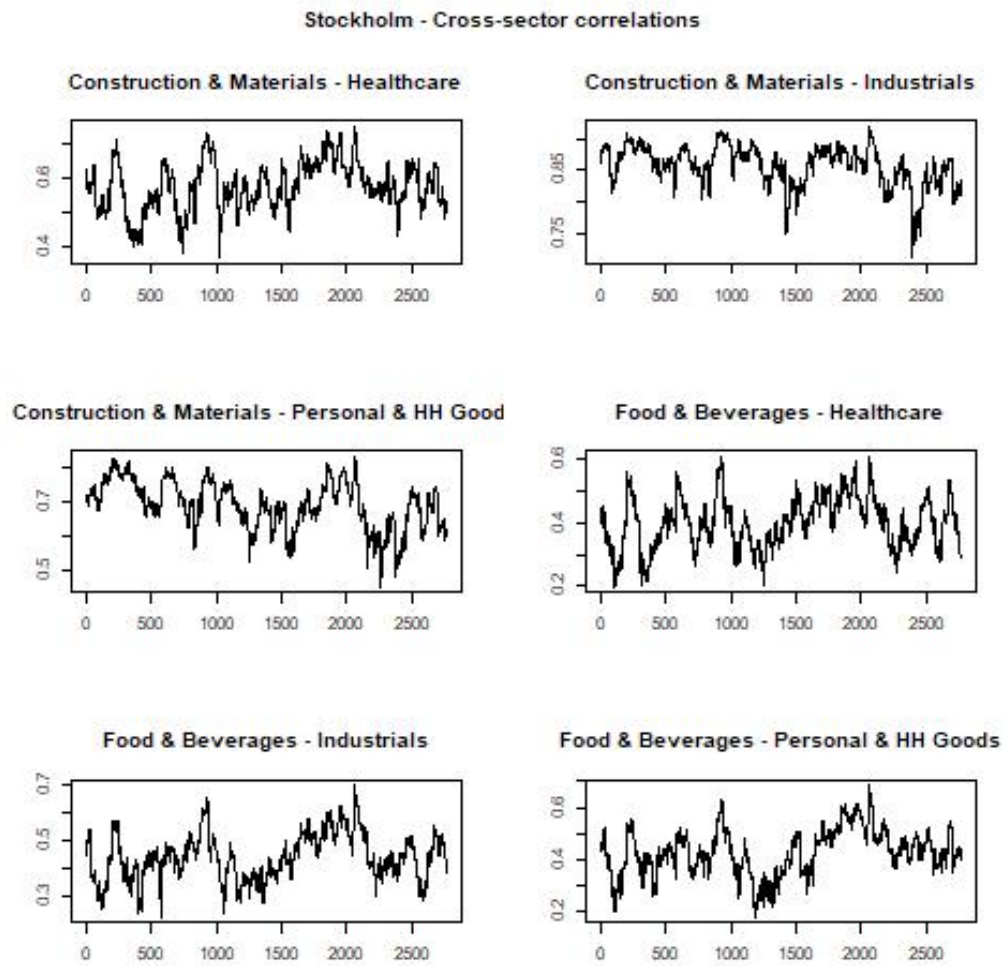 Stockholm - Cross-sector correlations
Construction & Materials - Healthcare
0.4 0.6
0 500 1000 1500 2000 2500
Construction & Materials - Industrials
0.75 0.85
0 500 1000 1500 2000 2500
Construction & Materials - Personal & HH Good
0.5 0.7
0 500 1000 1500 2000 2500
Food & Beverages - Healthcare
0.2 0.4 0.6
0 500 1000 1500 2000 2500
Food & Beverages - Industrials
0.3 0.5 0.7
0 500 1000 1500 2000 2500
Food & Beverages - Personal & HH Goods
0.2 0.4 0.6
0 500 1000 1500 2000 2500